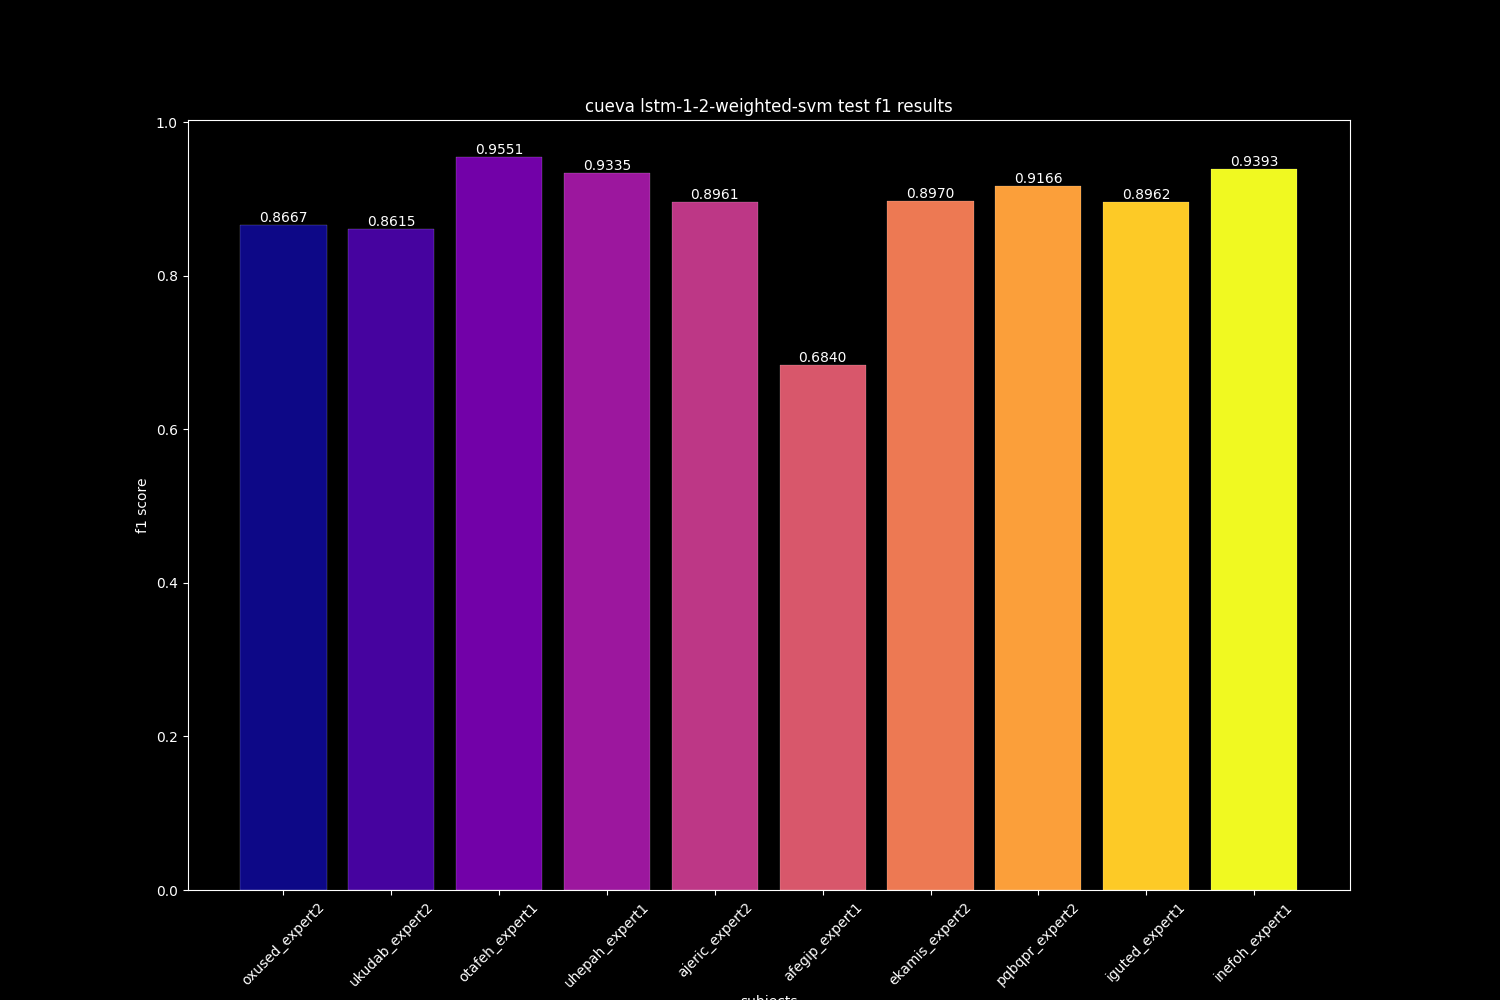 cueva lstm-1-2-weighted-svm test f1 results
1.0
0.8
0.6
0.4
0.2
0.0
f1 score
0.8667
0.8615
0.9551
0.9335
0.8961
0.6840
0.8970
0.9166
0.8962
0.9393
oxused_expert2
ukudab_expert2
otafeh_expert1
uhepah_expert1
ajeric_expert2
afegip_expert1
ekamis_expert2
pqbqpr_expert2
iguted_expert1
inefoh_expert1
subjects